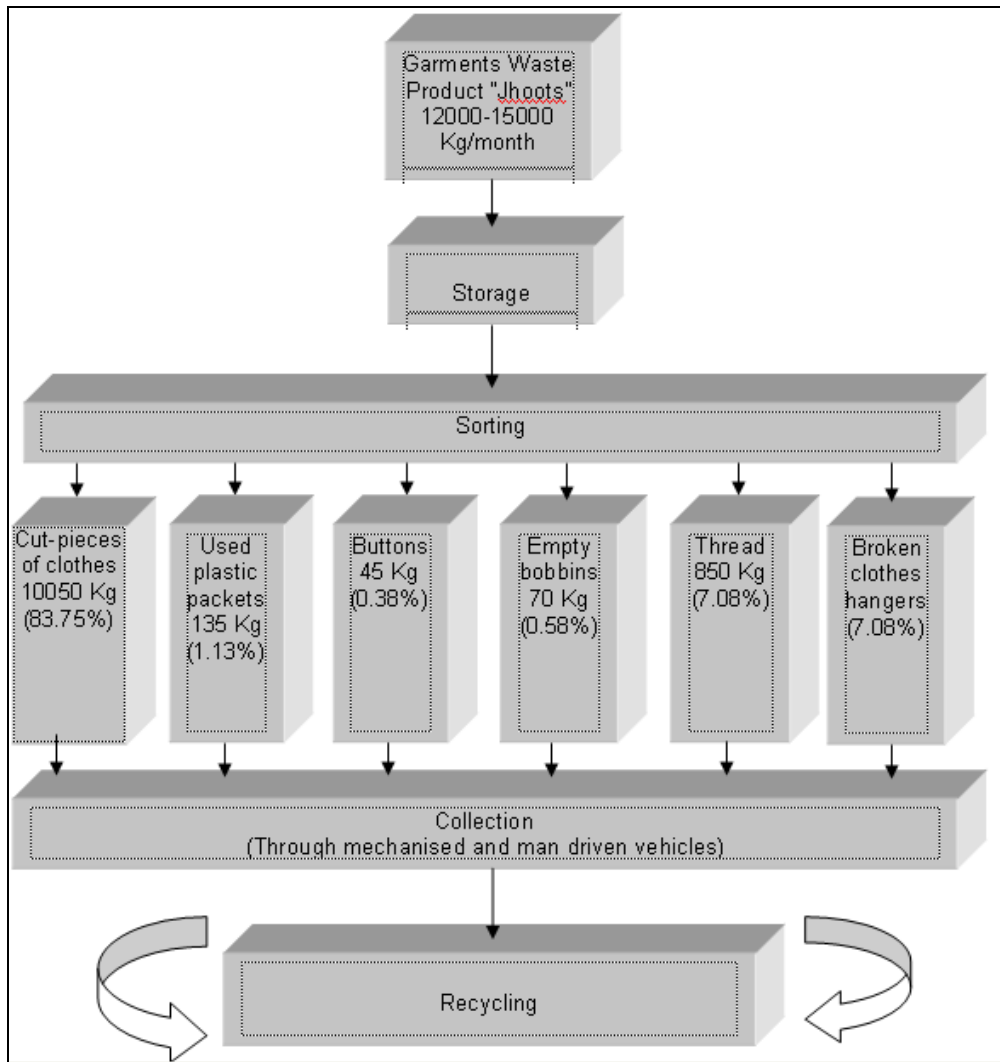 Garments Waste
Product "Jhoots"
12000-15000
Kg/month
Storage
Sorting
Cut-pieces
of clothes
10050 Kg
(83.75%)
Used
plastic
packets
135 Kg
(1.13%)
Buttons
45 Kg
(0.38%)
Empty
bobbins
70 Kg
(0.58%)
Thread
850 Kg
(7.08%)
Broken
clothes
hangers
(7.08%)
Collection
(Through mechanised and man driven vehicles)
Recycling